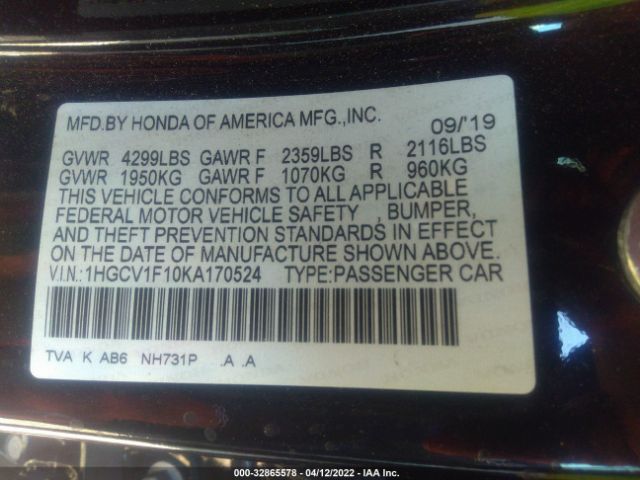 MFD.BY HONDA OF AMERICA MFG.,INC. 09/'19
GVWR 4299LBS GAWR F 2359LBS R 2116LBS
GVWR 1950KG GAWR F 1070KG R 960KG
THIS VEHICLE CONFORMS TO ALL APPLICABLE
FEDERAL MOTOR VEHICLE SAFETY , BUMPER,
AND THEFT PREVENTION STANDARDS IN EFFECT
ON THE DATE OF MANUFACTURE SHOWN ABOVE.
V.I.N.:1HGCV1F10KA170524 TYPE:PASSENGER CAR
TVA K AB6 NH731P .A .A
000-32865578 - 04/12/2022 - IAA Inc.